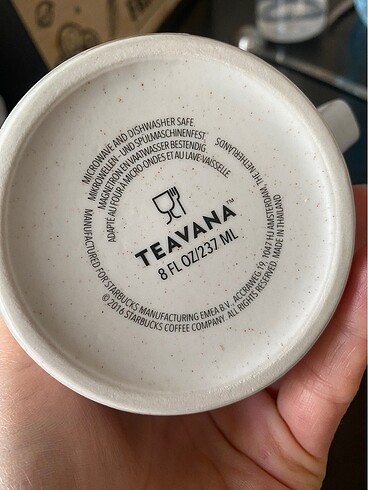 MICROWAVE AND DISHWASHER SAFE.
MIKROWELLEN- UND SPÜLMASCHINENFEST.
MAGNETRON EN VAATWASSER BESTENDIG
ADAPTÉ AU FOUR À MICRO-ONDES ET AU LAVE-VAISSELLE
TEAVANA™
8 FL OZ/237 ML
MANUFACTURED FOR STARBUCKS MANUFACTURING EMEA B.V., ACCRAWEG 19, 1047 HJ AMSTERDAM, THE NETHERLANDS
©2016 STARBUCKS COFFEE COMPANY. ALL RIGHTS RESERVED. MADE IN THAILAND